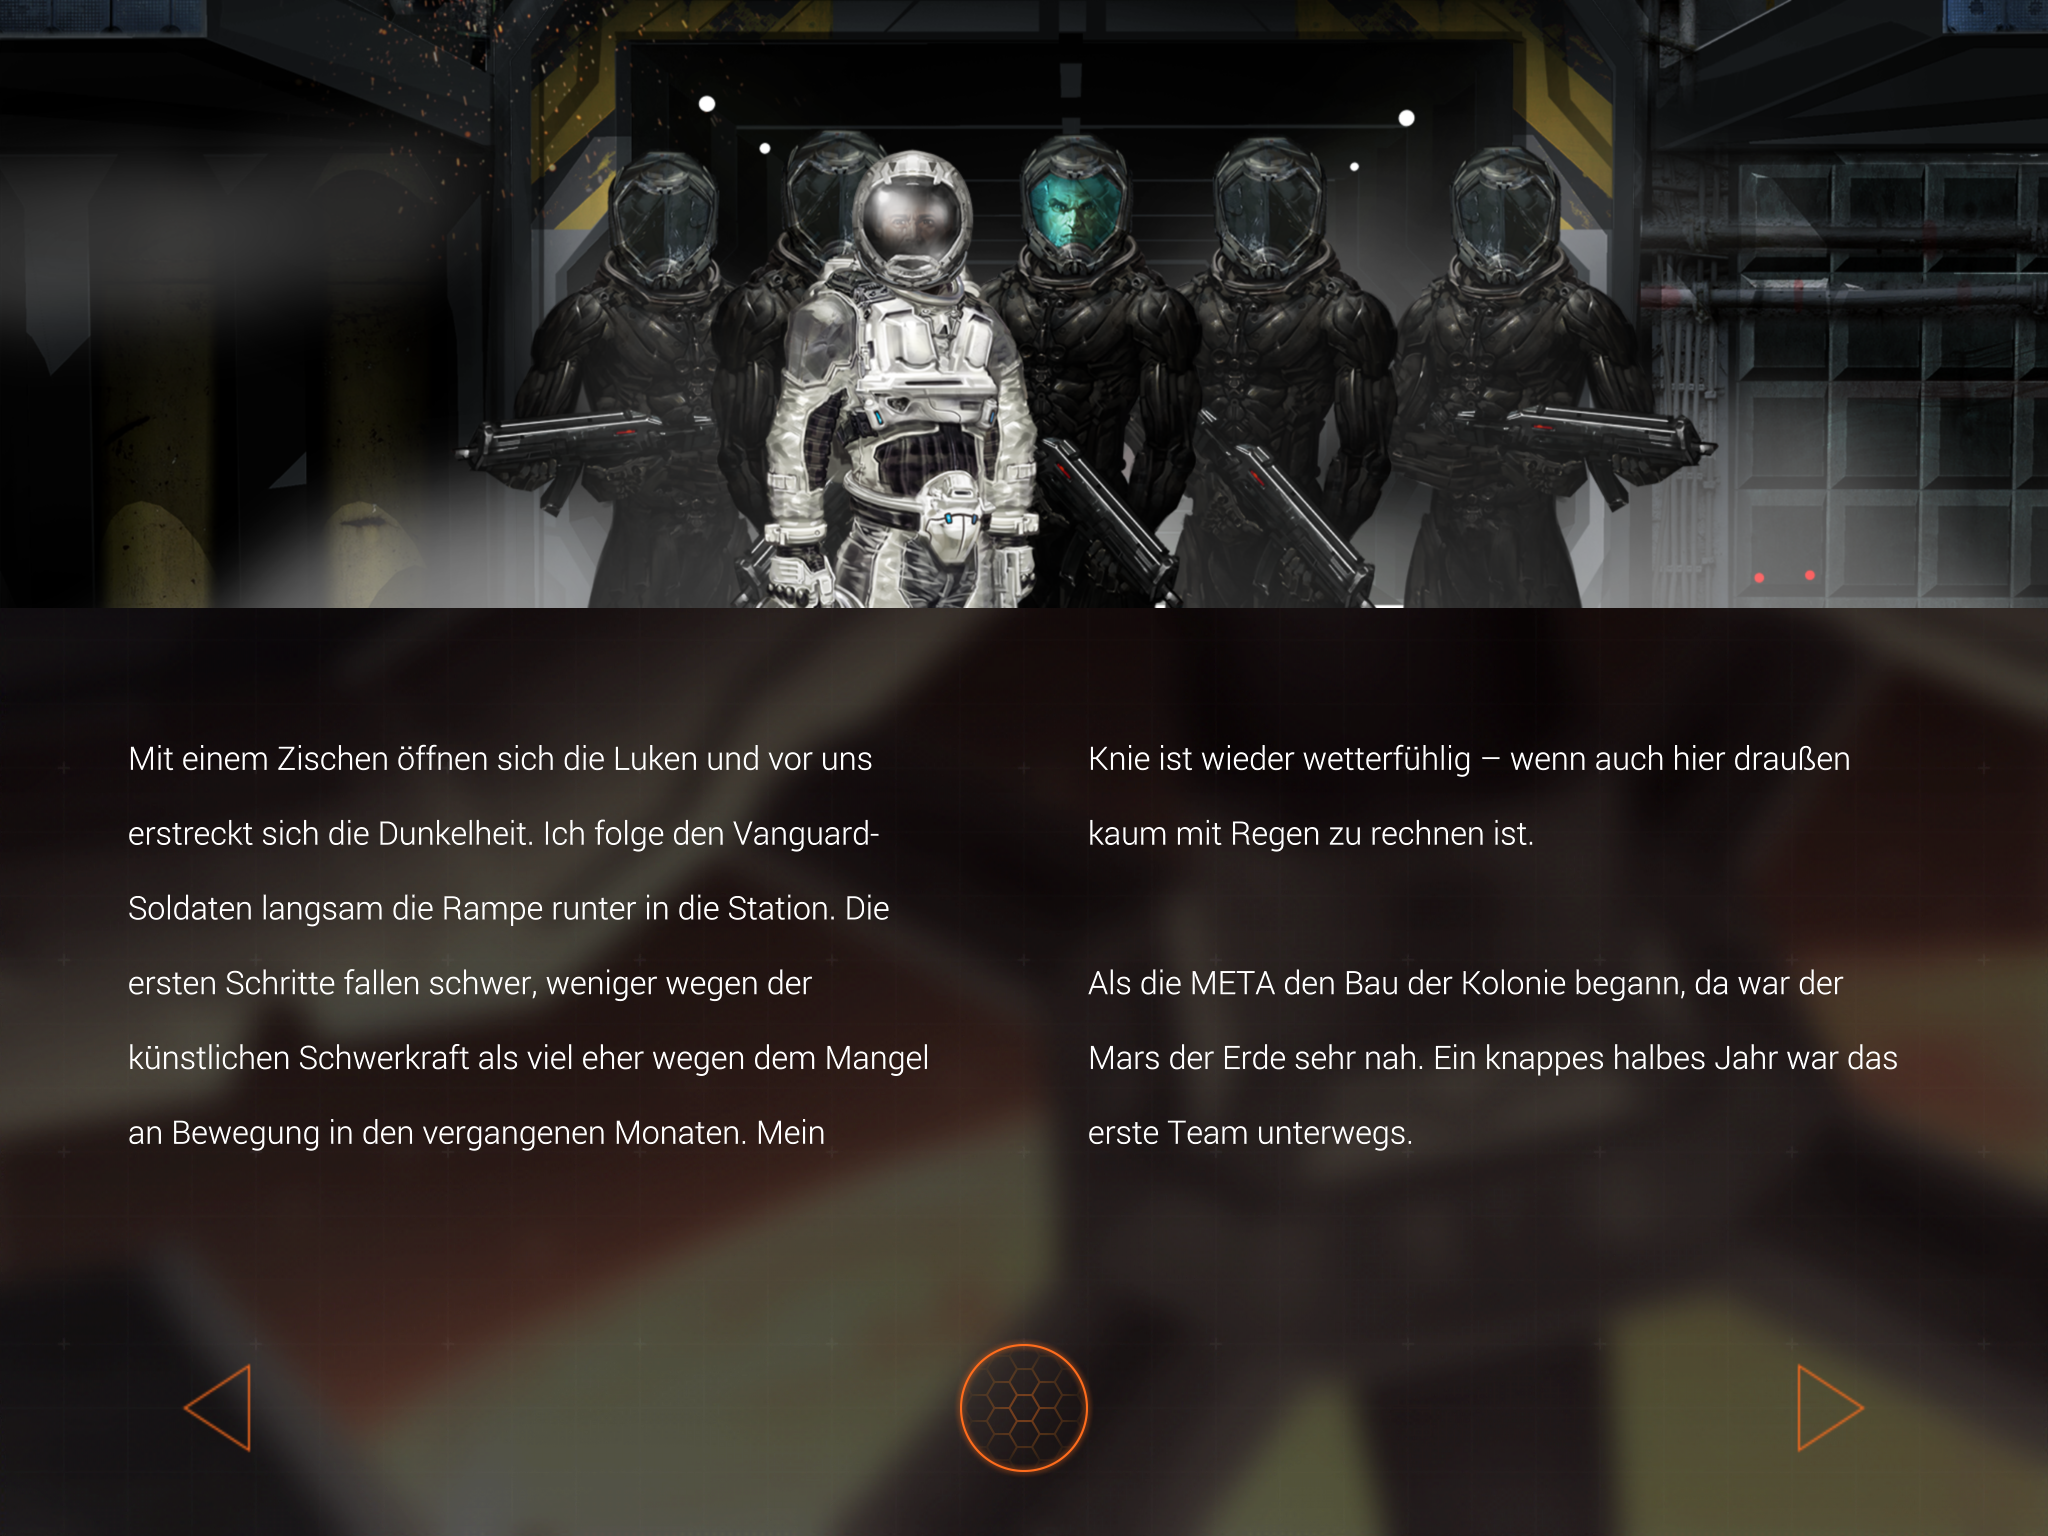 Mit einem Zischen öffnen sich die Luken und vor uns
erstreckt sich die Dunkelheit. Ich folge den Vanguard-
Soldaten langsam die Rampe runter in die Station. Die
ersten Schritte fallen schwer, weniger wegen der
künstlichen Schwerkraft als viel eher wegen dem Mangel
an Bewegung in den vergangenen Monaten. Mein
Knie ist wieder wetterfühlig – wenn auch hier draußen
kaum mit Regen zu rechnen ist.
Als die META den Bau der Kolonie begann, da war der
Mars der Erde sehr nah. Ein knappes halbes Jahr war das
erste Team unterwegs.